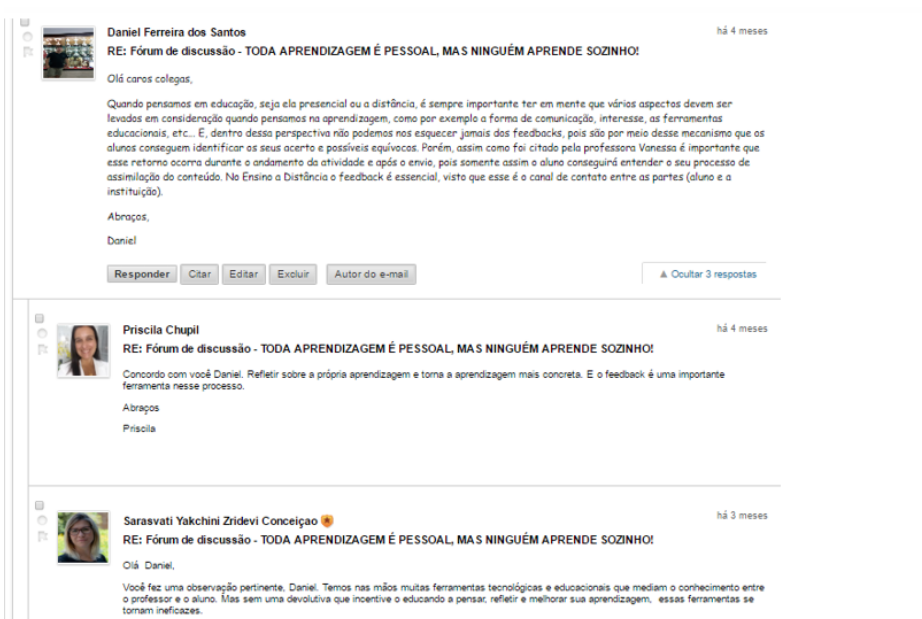 Daniel Ferreira dos Santos
há 4 meses
RE: Fórum de discussão - TODA APRENDIZAGEM É PESSOAL, MAS NINGUÉM APRENDE SOZINHO!
Olá caros colegas,
Quando pensamos em educação, seja ela presencial ou a distância, é sempre importante ter em mente que vários aspectos devem ser
levados em consideração quando pensamos na aprendizagem, como por exemplo a forma de comunicação, interesse, as ferramentas
educacionais, etc... E, dentro dessa perspectiva não podemos nos esquecer jamais dos feedbacks, pois são por meio desse mecanismo que os
alunos conseguem identificar os seus acerto e possíveis equívocos. Porém, assim como foi citado pela professora Vanessa é importante que
esse retorno ocorra durante o andamento da atividade e após o envio, pois somente assim o aluno conseguirá entender o seu processo de
assimilação do conteúdo. No Ensino a Distância o feedback é essencial, visto que esse é o canal de contato entre as partes (aluno e a
instituição).
Abraços,
Daniel
Responder Citar Editar Excluir Autor do e-mail
▲ Ocultar 3 respostas
Priscila Chupil
há 4 meses
RE: Fórum de discussão - TODA APRENDIZAGEM É PESSOAL, MAS NINGUÉM APRENDE SOZINHO!
Concordo com você Daniel. Refletir sobre a própria aprendizagem e torna a aprendizagem mais concreta. E o feedback é uma importante
ferramenta nesse processo.
Abraços
Priscila
Sarasvati Yakchini Zridevi Conceiçao
há 3 meses
RE: Fórum de discussão - TODA APRENDIZAGEM É PESSOAL, MAS NINGUÉM APRENDE SOZINHO!
Olá Daniel,
Você fez uma observação pertinente, Daniel. Temos nas mãos muitas ferramentas tecnológicas e educacionais que mediam o conhecimento entre
o professor e o aluno. Mas sem uma devolutiva que incentive o educando a pensar, refletir e melhorar sua aprendizagem, essas ferramentas se
tornam ineficazes.